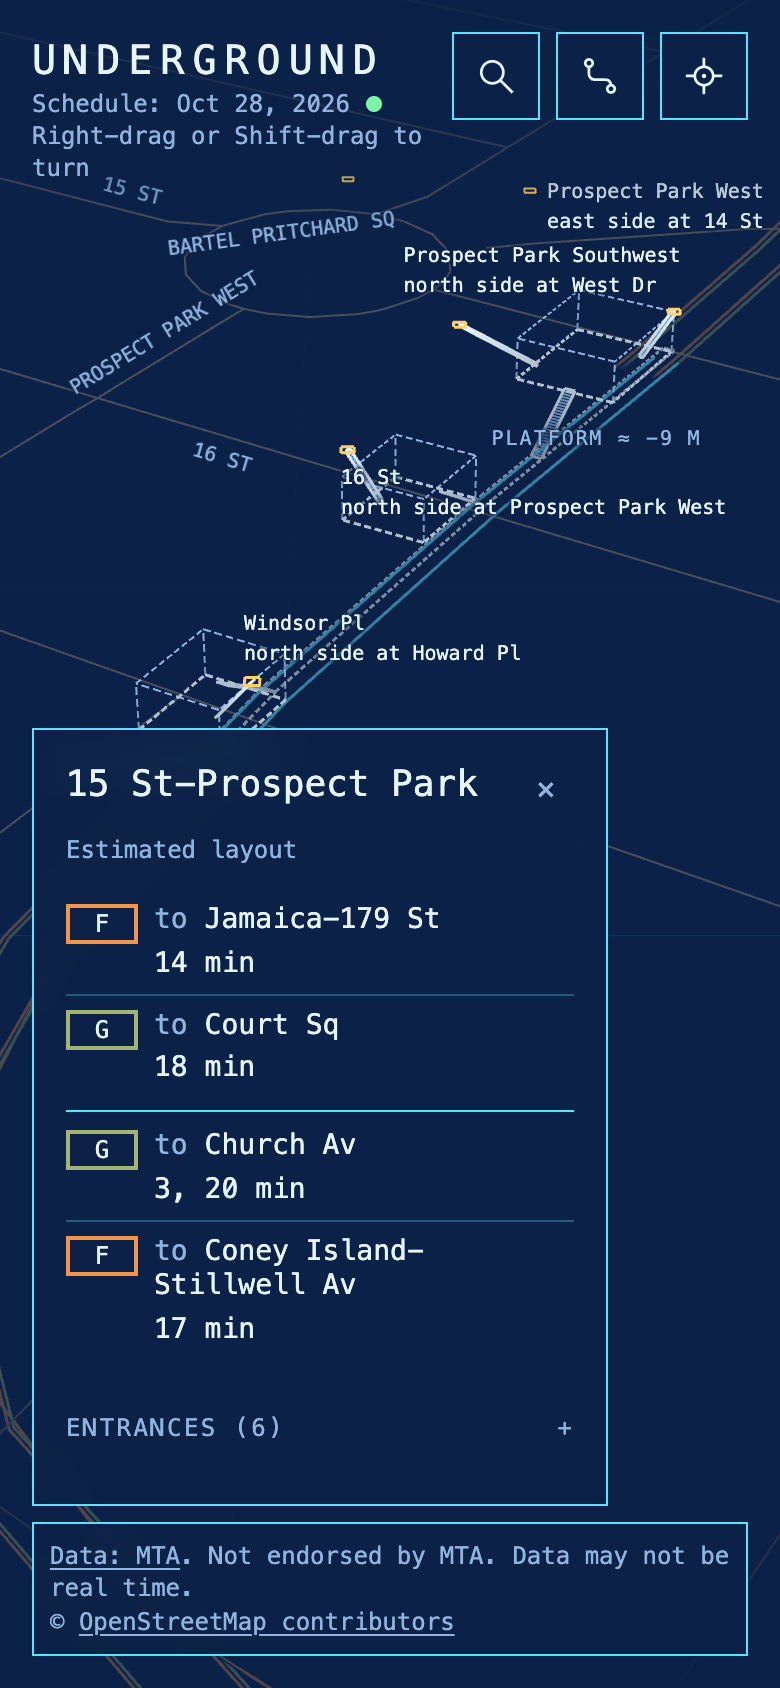 UNDERGROUND
Schedule: Oct 28, 2026
Right-drag or Shift-drag to
turn
15 ST
BARTEL PRITCHARD SQ
Prospect Park West
east side at 14 St
Prospect Park Southwest
north side at West Dr
PROSPECT PARK WEST
PLATFORM ≈ -9 M
16 ST
16 St
north side at Prospect Park West
Windsor Pl
north side at Howard Pl
15 St-Prospect Park ×
Estimated layout
F to Jamaica-179 St
14 min
G to Court Sq
18 min
G to Church Av
3, 20 min
F to Coney Island-
Stillwell Av
17 min
ENTRANCES (6) +
Data: MTA. Not endorsed by MTA. Data may not be
real time.
© OpenStreetMap contributors